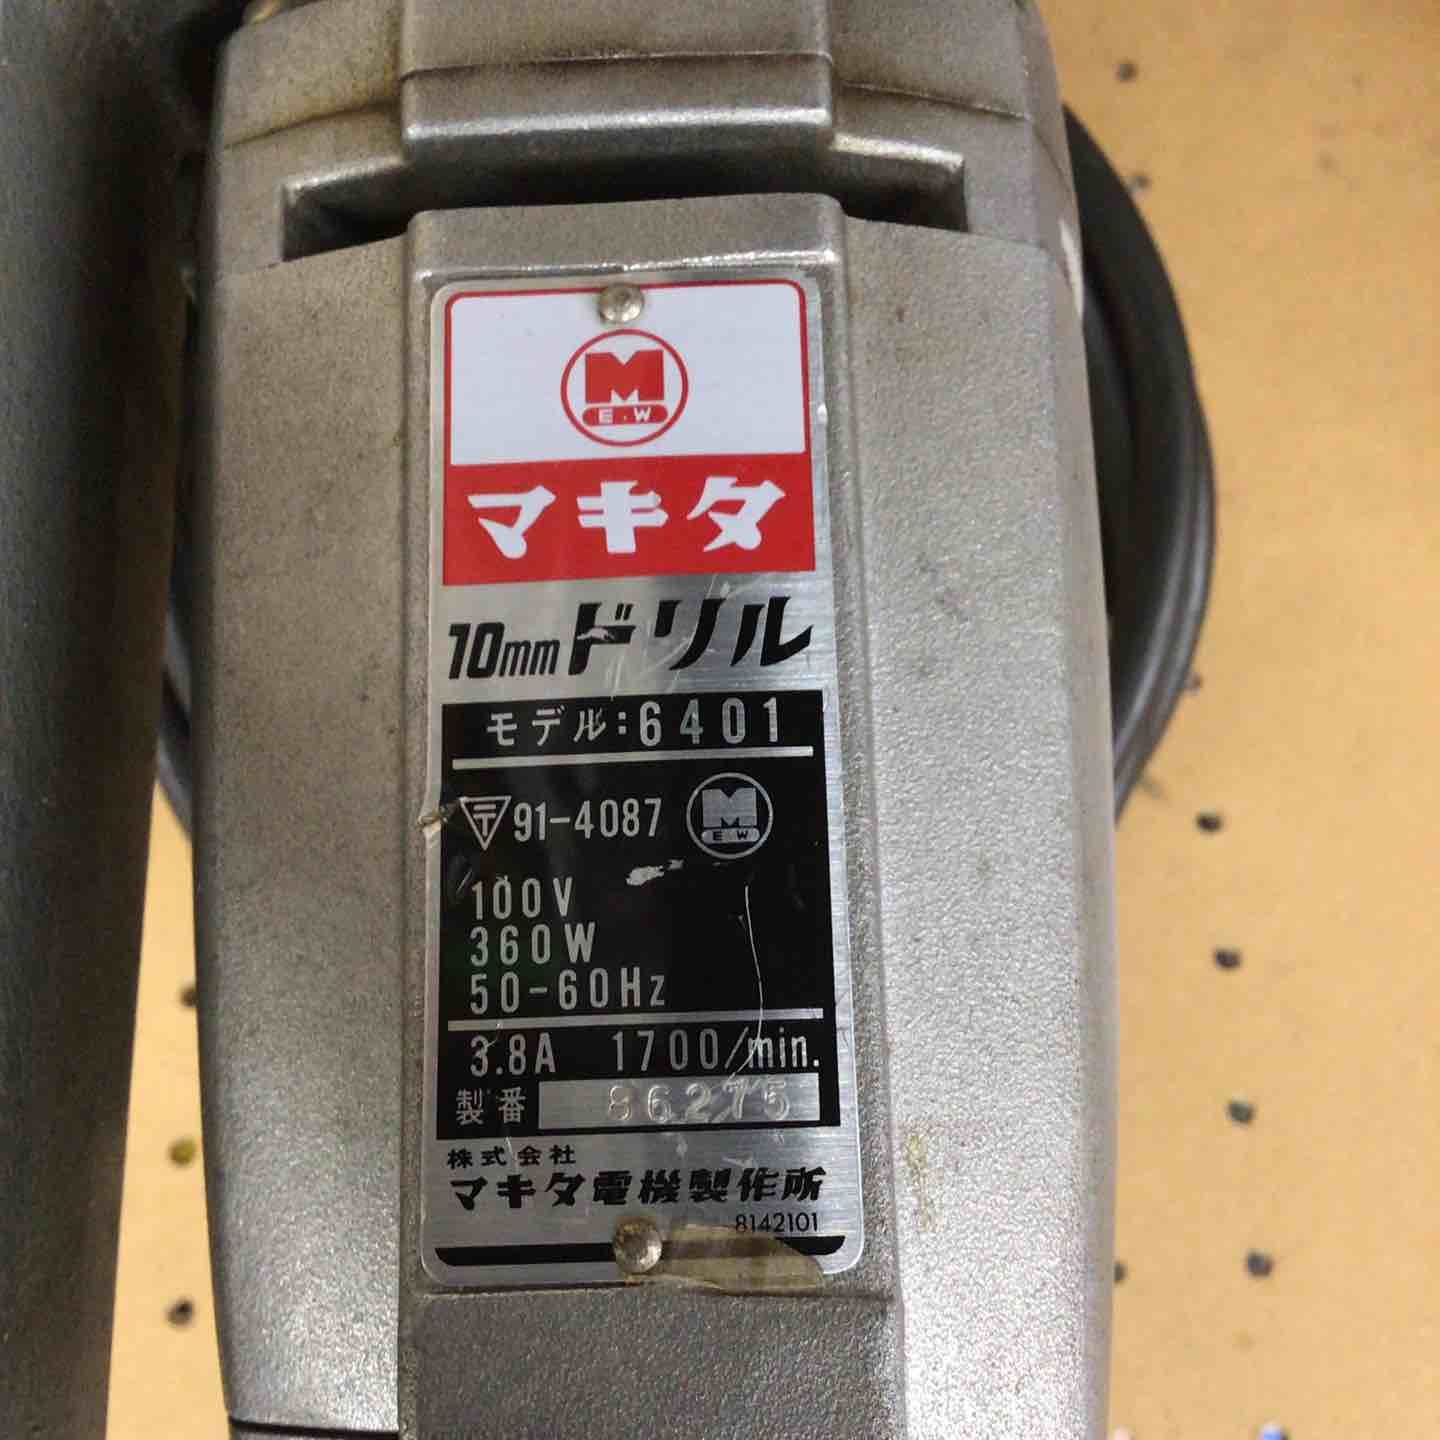 M
E.W
マキタ
10mmドリル
モデル:6401
〒91-4087
M
E.W
100V
360W
50-60Hz
3.8A 1700/min.
製番 86275
株式会社
マキタ電機製作所
8142101